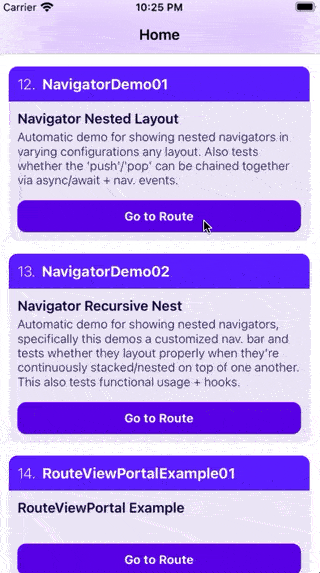 Carrier 10:25 PM
Home
12. NavigatorDemo01
Navigator Nested Layout
Automatic demo for showing nested navigators in
varying configurations any layout. Also tests
whether the 'push'/'pop' can be chained together
via async/await + nav. events.
Go to Route
13. NavigatorDemo02
Navigator Recursive Nest
Automatic demo for showing nested navigators,
specifically this demos a customized nav. bar and
tests whether they layout properly when they're
continuously stacked/nested on top of one another.
This also tests functional usage + hooks.
Go to Route
14. RouteViewPortalExample01
RouteViewPortal Example
Go to Route